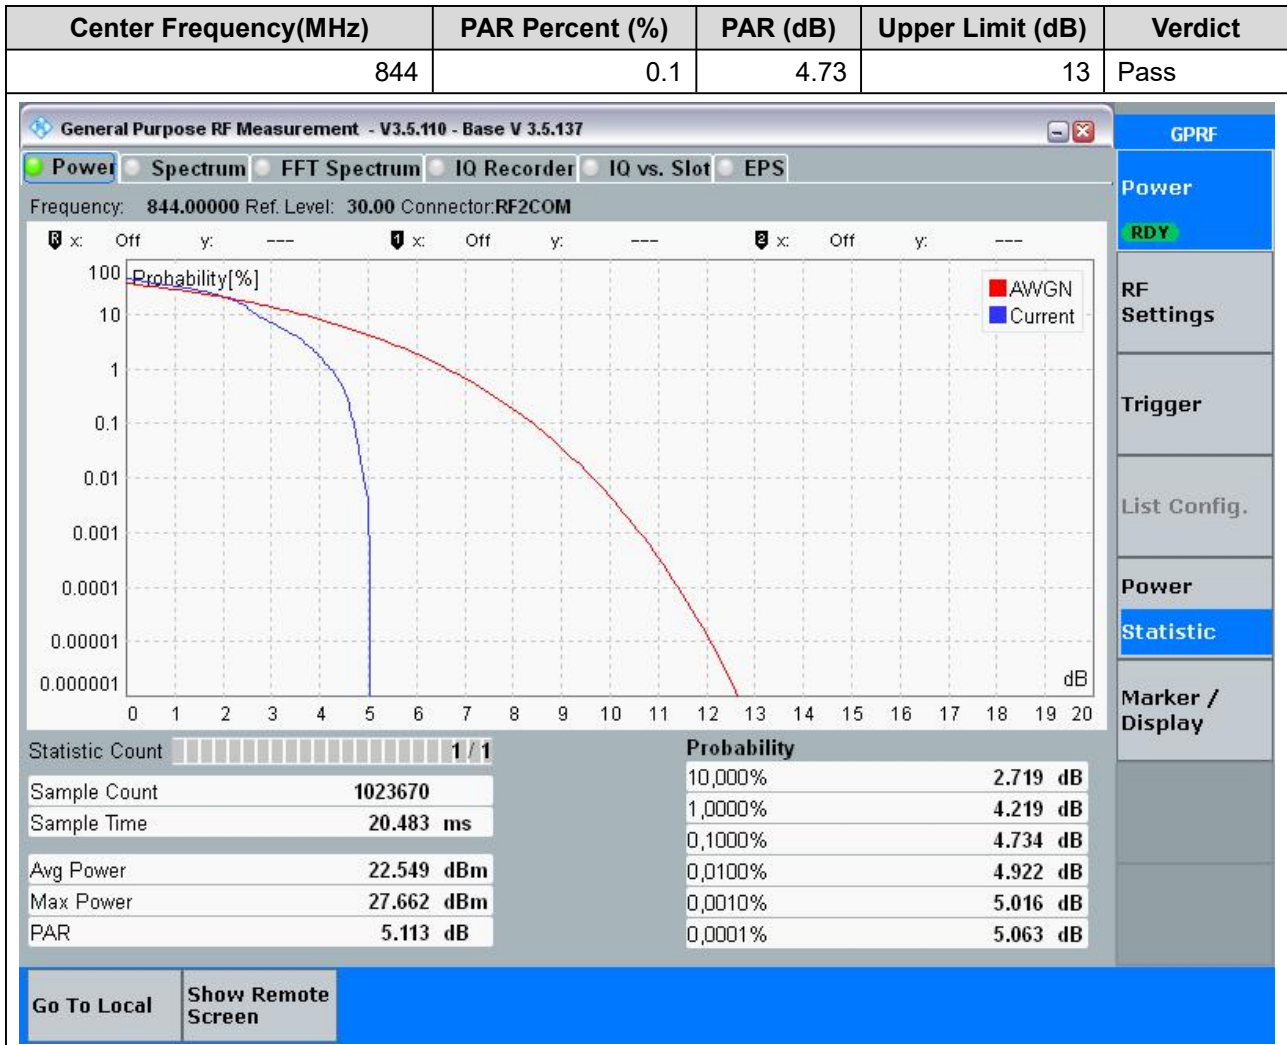 Center Frequency(MHz) PAR Percent (%) PAR (dB) Upper Limit (dB) Verdict
844 0.1 4.73 13 Pass
General Purpose RF Measurement - V3.5.110 - Base V 3.5.137
GPRF
Power Spectrum FFT Spectrum IQ Recorder IQ vs. Slot EPS
Frequency: 844.00000 Ref. Level: 30.00 Connector:RF2COM
R x: Off y: --- 1 x: Off y: --- 2 x: Off y: ---
Probability[%]
AWGN
Current
100
10
1
0.1
0.01
0.001
0.0001
0.00001
0.000001
dB
0 1 2 3 4 5 6 7 8 9 10 11 12 13 14 15 16 17 18 19 20
Statistic Count 1 / 1
Sample Count 1023670
Sample Time 20.483 ms
Avg Power 22.549 dBm
Max Power 27.662 dBm
PAR 5.113 dB
Probability
10,000% 2.719 dB
1,0000% 4.219 dB
0,1000% 4.734 dB
0,0100% 4.922 dB
0,0010% 5.016 dB
0,0001% 5.063 dB
Power
RDY
RF
Settings
Trigger
List Config.
Power
Statistic
Marker /
Display
Go To Local
Show Remote
Screen